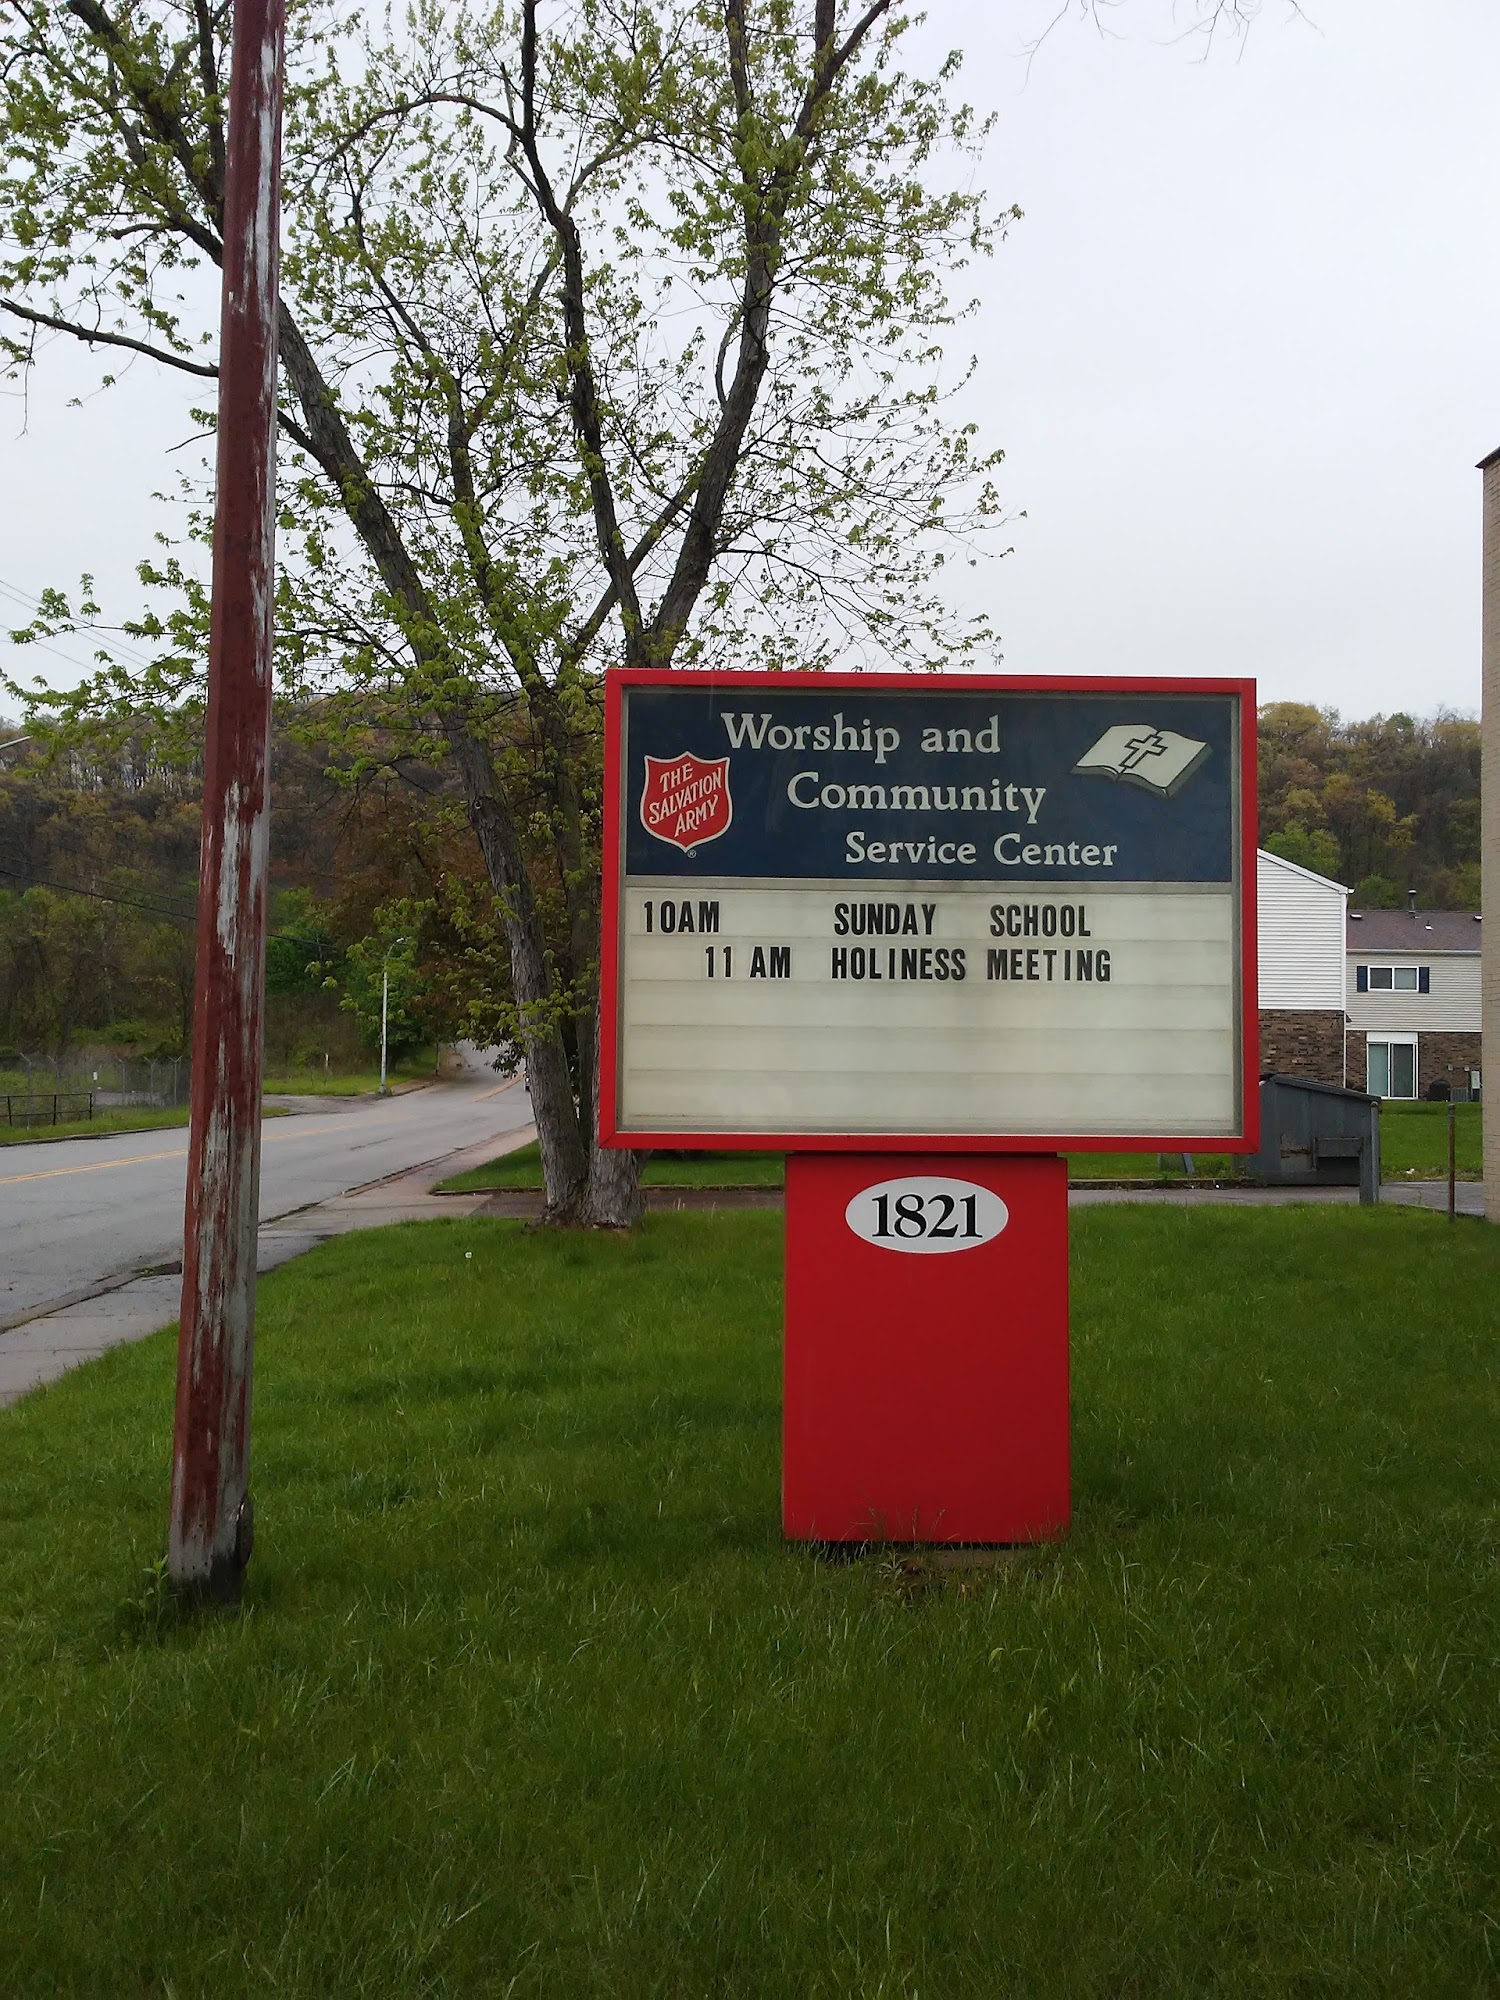 Worship and
Community
Service Center
THE
SALVATION
ARMY
®
10AM SUNDAY SCHOOL
11 AM HOLINESS MEETING
1821